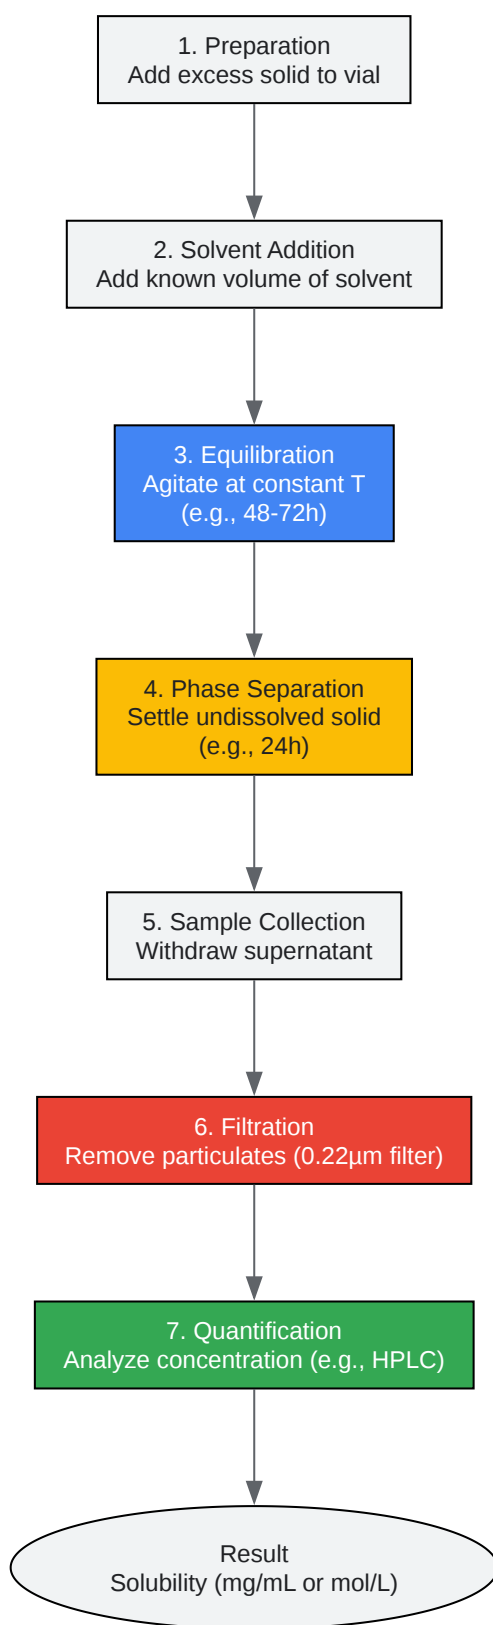 1. Preparation
Add excess solid to vial
2. Solvent Addition
Add known volume of solvent
3. Equilibration
Agitate at constant T
(e.g., 48-72h)
4. Phase Separation
Settle undissolved solid
(e.g., 24h)
5. Sample Collection
Withdraw supernatant
6. Filtration
Remove particulates (0.22µm filter)
7. Quantification
Analyze concentration (e.g., HPLC)
Result
Solubility (mg/mL or mol/L)